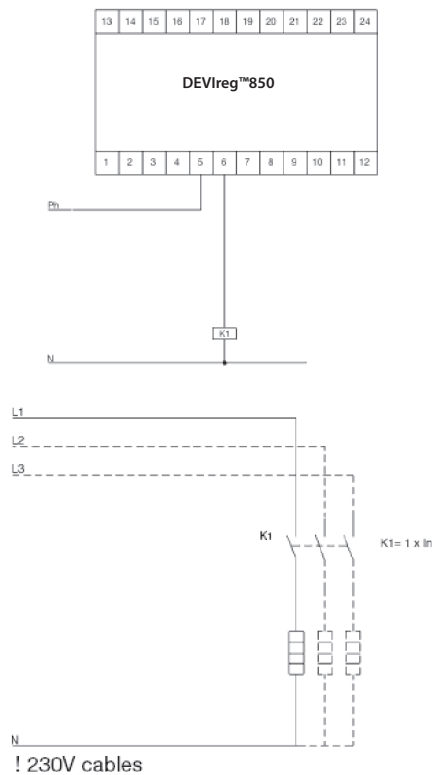 13 14 15 16 17 18 19 20 21 22 23 24
DEVIreg™850
1 2 3 4 5 6 7 8 9 10 11 12
Ph
K1
N
L1
L2
L3
K1
K1= 1 x In
N
! 230V cables